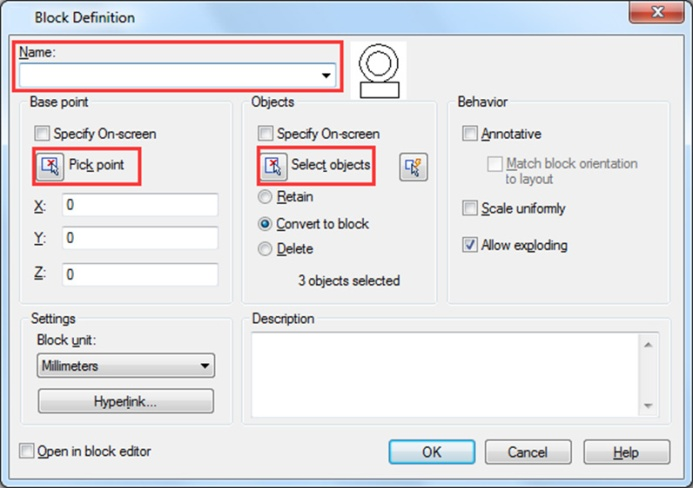 Block Definition
Name:
Base point
Specify On-screen
Pick point
X: 0
Y: 0
Z: 0
Objects
Specify On-screen
Select objects
Retain
Convert to block
Delete
3 objects selected
Behavior
Annotative
Match block orientation
to layout
Scale uniformly
Allow exploding
Settings
Block unit:
Millimeters
Hyperlink...
Description
Open in block editor
OK
Cancel
Help